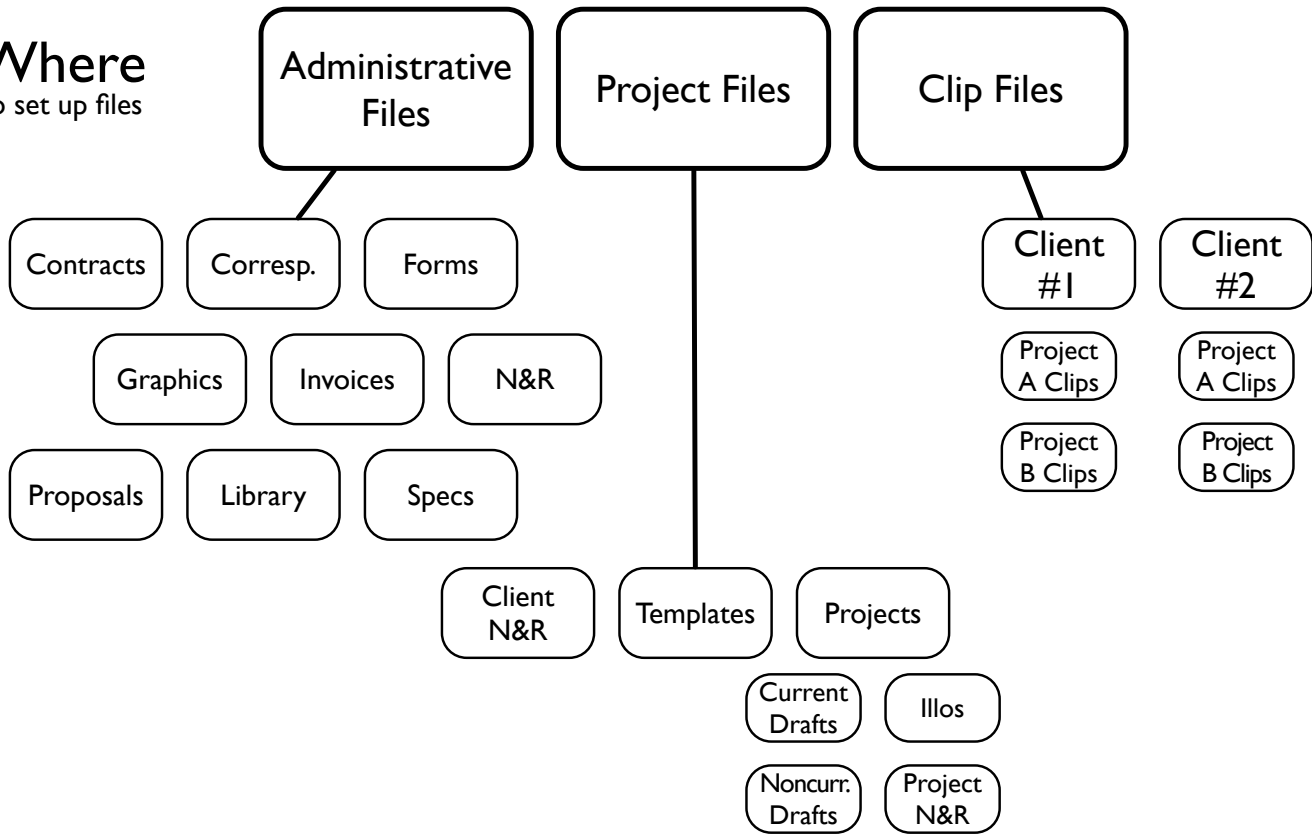 Where
o set up files
Administrative
Files
Project Files
Clip Files
Contracts
Corresp.
Forms
Client
#1
Client
#2
Graphics
Invoices
N&R
Project
A Clips
Project
A Clips
Proposals
Library
Specs
Project
B Clips
Project
B Clips
Client
N&R
Templates
Projects
Current
Drafts
Illos
Noncurr.
Drafts
Project
N&R